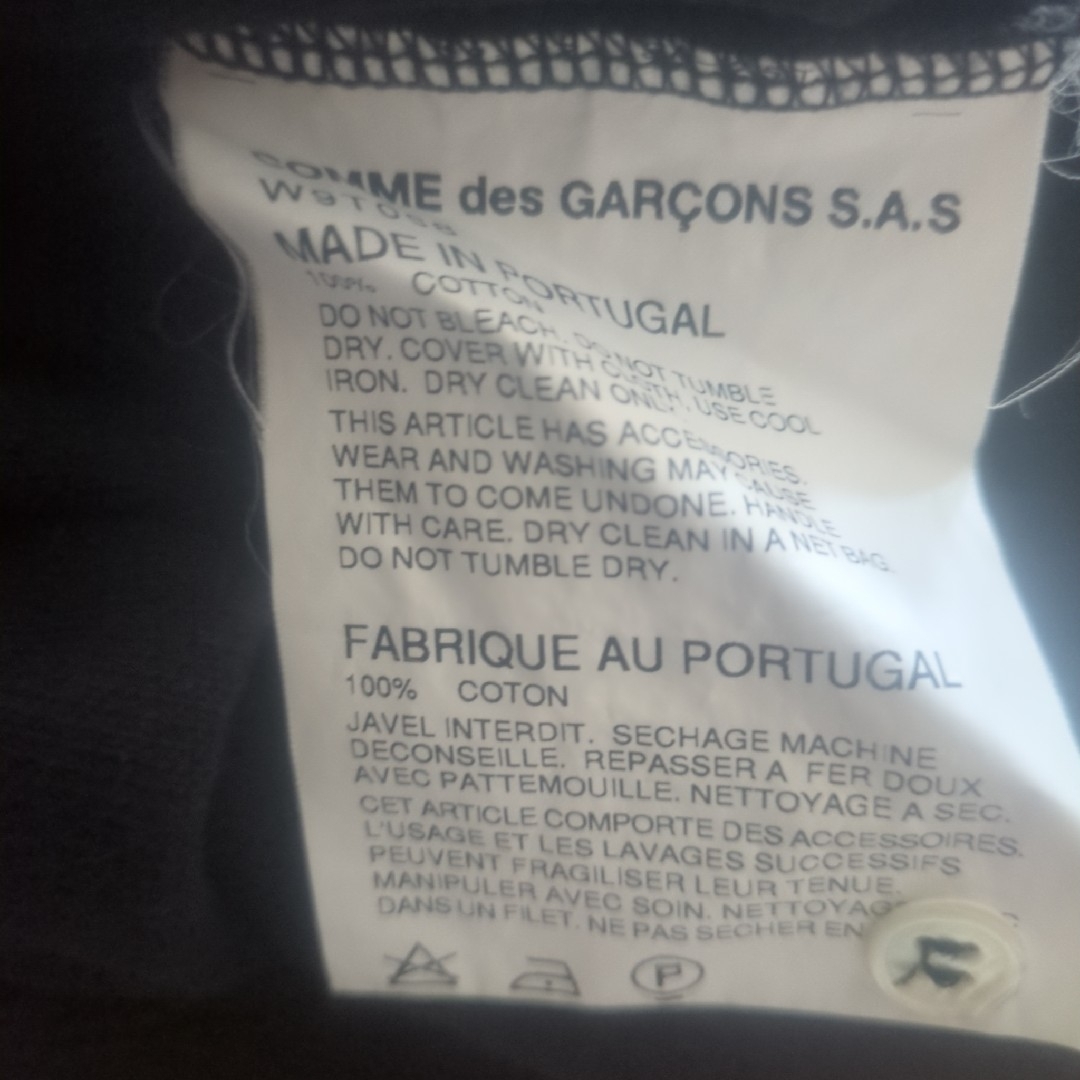 COMME des GARÇONS S.A.S
MADE IN PORTUGAL
100% COTTON
DO NOT BLEACH. DO NOT TUMBLE
DRY. COVER WITH CLOTH. USE COOL
IRON. DRY CLEAN ONLY.
THIS ARTICLE HAS ACCESSORIES.
WEAR AND WASHING MAY CAUSE
THEM TO COME UNDONE. HANDLE
WITH CARE. DRY CLEAN IN A NET BAG.
DO NOT TUMBLE DRY.
FABRIQUE AU PORTUGAL
100% COTON
JAVEL INTERDIT. SECHAGE MACHINE
DECONSEILLE. REPASSER A FER DOUX
AVEC PATTEMOUILLE. NETTOYAGE A SEC.
CET ARTICLE COMPORTE DES ACCESSOIRES.
L'USAGE ET LES LAVAGES SUCCESSIFS
PEUVENT FRAGILISER LEUR TENUE.
MANIPULER AVEC SOIN.
DANS UN FILET. NE PAS SECHER EN
P